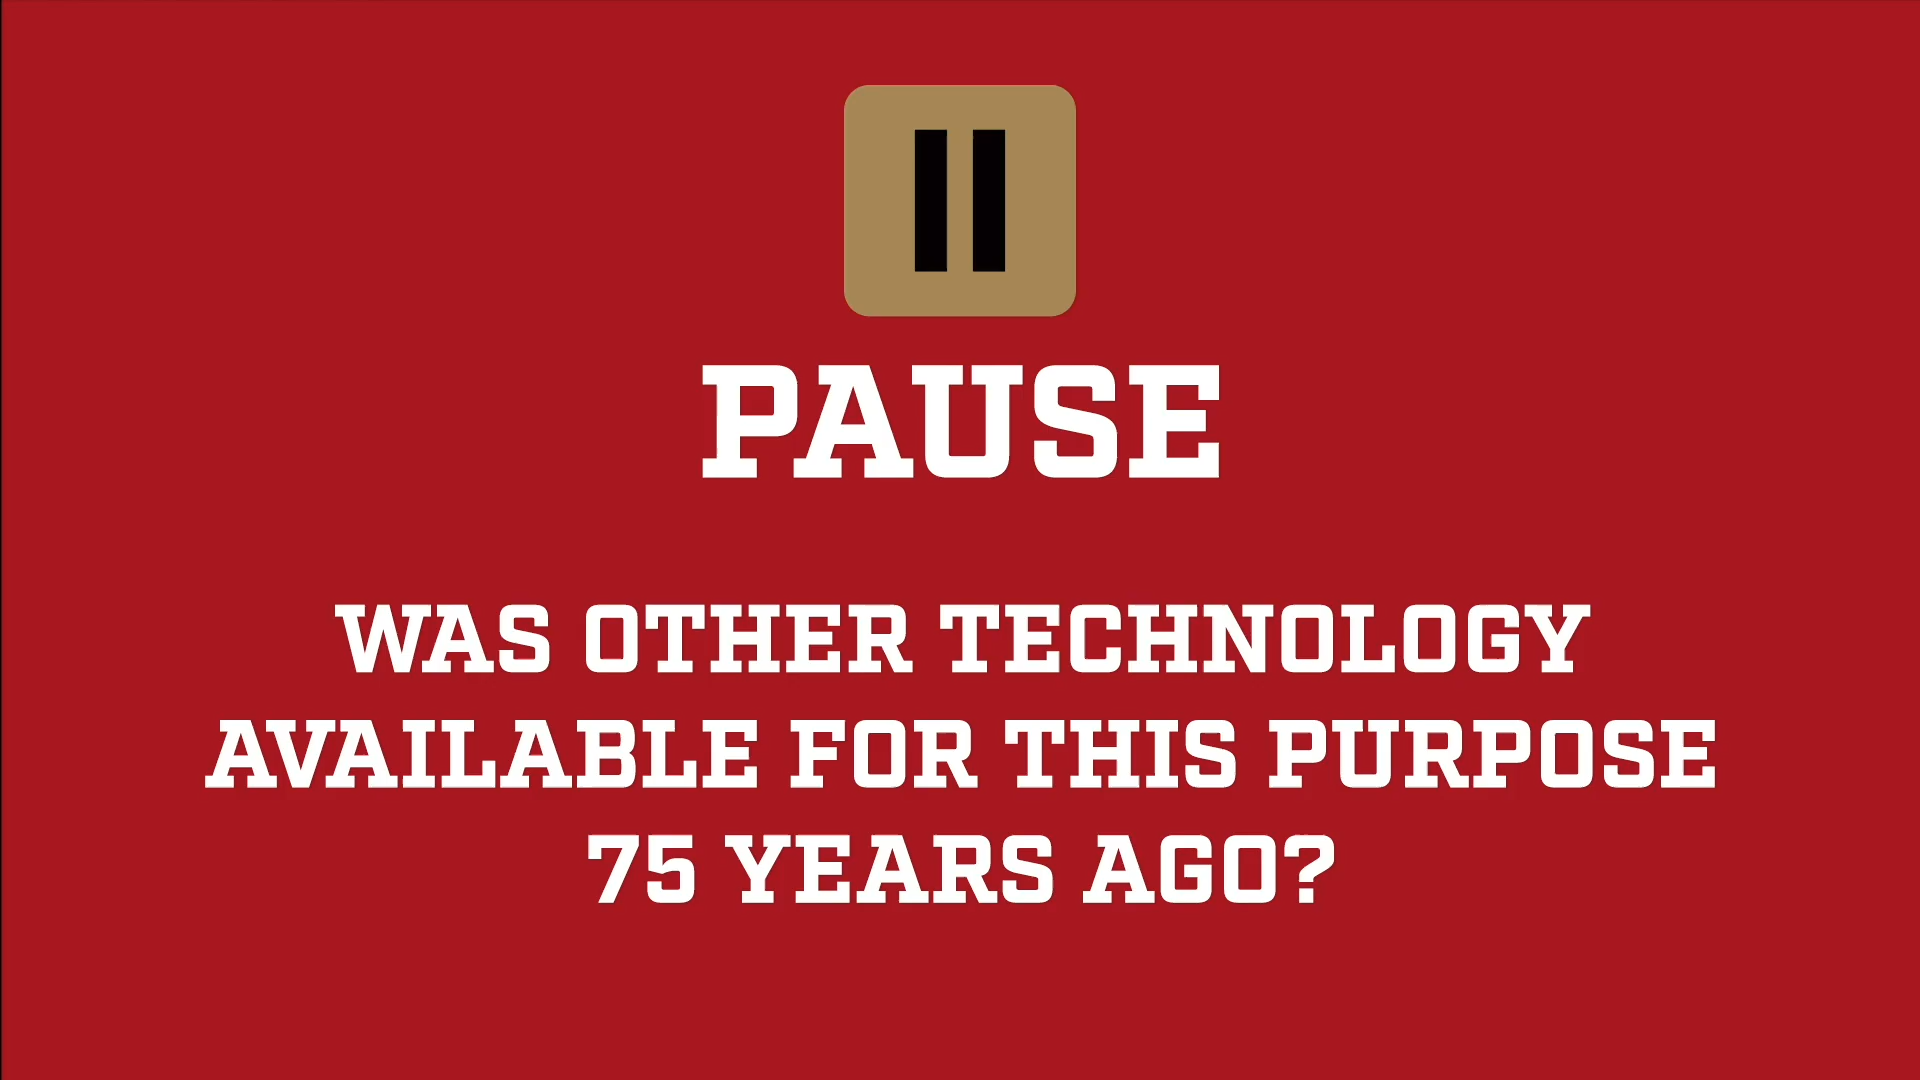 PAUSE
WAS OTHER TECHNOLOGY
AVAILABLE FOR THIS PURPOSE
75 YEARS AGO?